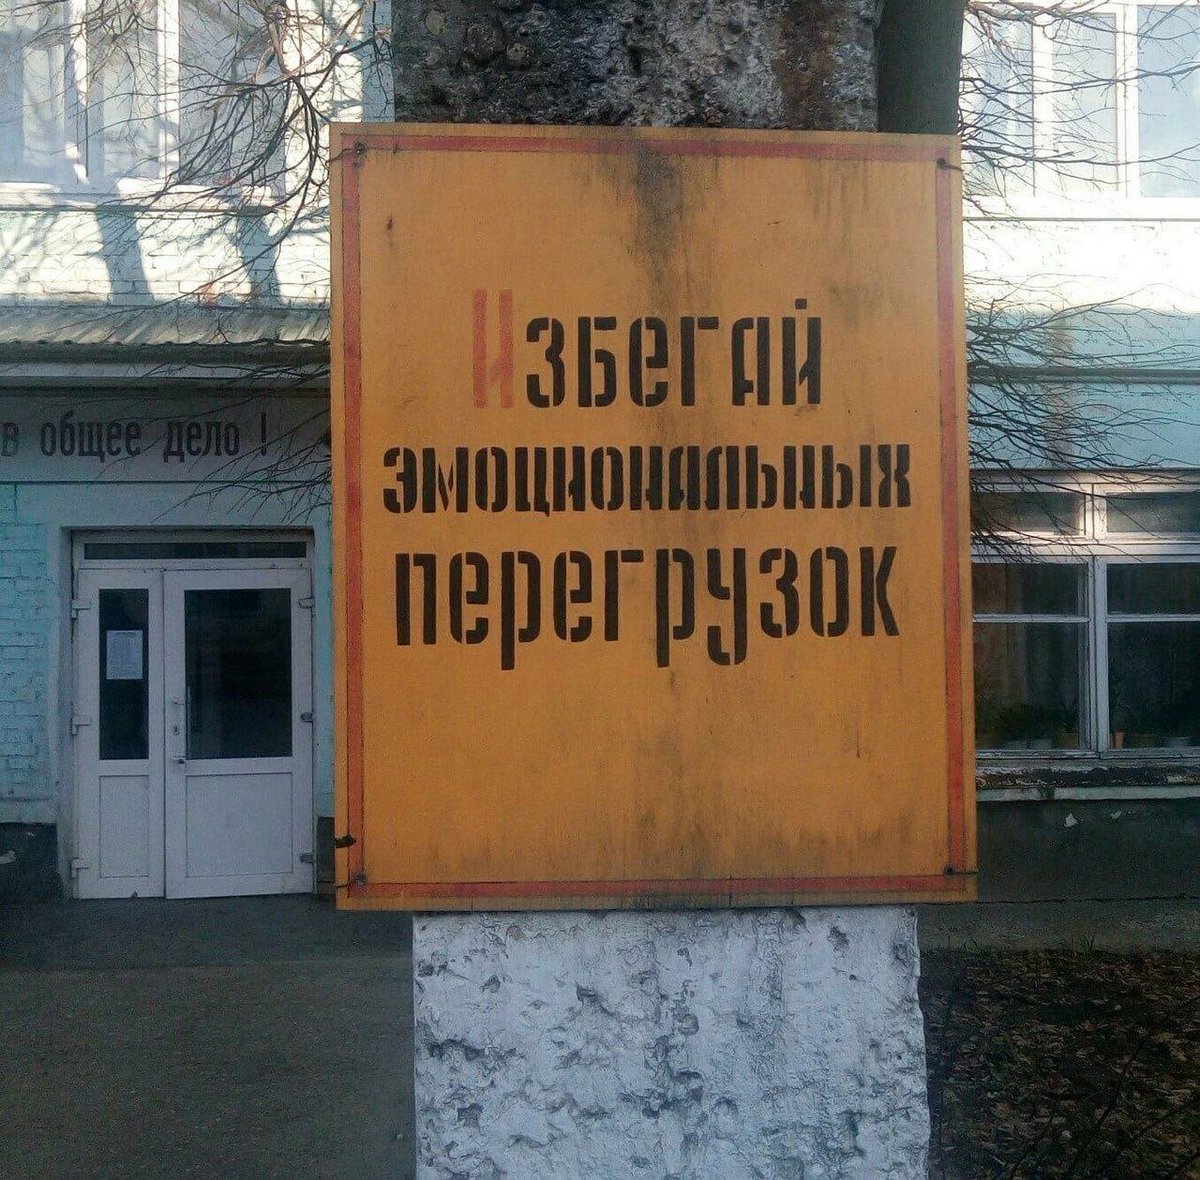 Избегай
эмоциональных
перегрузок
в общее дело !